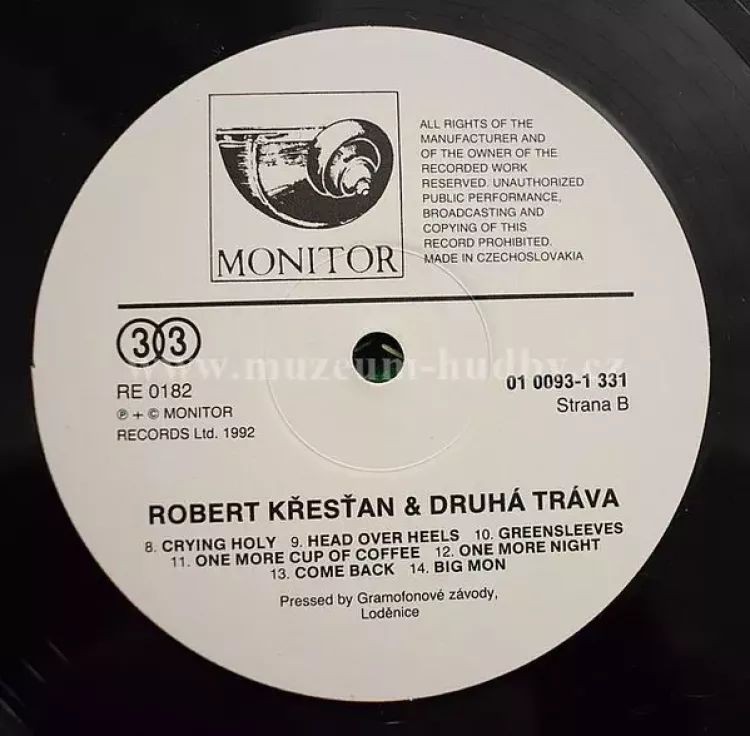 ALL RIGHTS OF THE
MANUFACTURER AND
OF THE OWNER OF THE
RECORDED WORK
RESERVED. UNAUTHORIZED
PUBLIC PERFORMANCE,
BROADCASTING AND
COPYING OF THIS
RECORD PROHIBITED.
MADE IN CZECHOSLOVAKIA
MONITOR
33
www.muzeum-hudby.cz
RE 0182
℗ + © MONITOR
RECORDS Ltd. 1992
01 0093-1 331
Strana B
ROBERT KŘESŤAN & DRUHÁ TRÁVA
8. CRYING HOLY 9. HEAD OVER HEELS 10. GREENSLEEVES
11. ONE MORE CUP OF COFFEE 12. ONE MORE NIGHT
13. COME BACK 14. BIG MON
Pressed by Gramofonové závody,
Loděnice